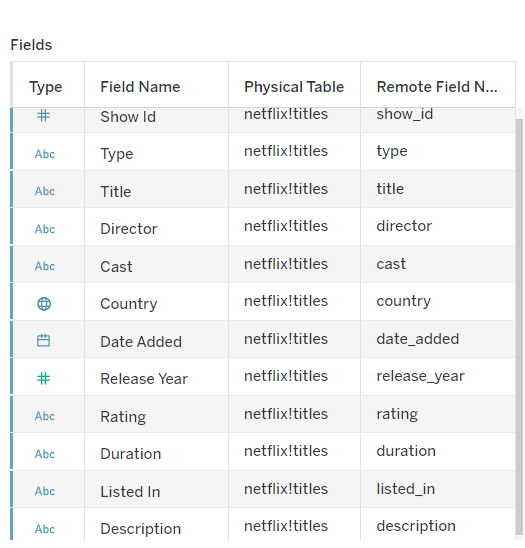 Fields
Type Field Name Physical Table Remote Field N...
# Show Id netflix!titles show_id
Abc Type netflix!titles type
Abc Title netflix!titles title
Abc Director netflix!titles director
Abc Cast netflix!titles cast
Country netflix!titles country
Date Added netflix!titles date_added
# Release Year netflix!titles release_year
Abc Rating netflix!titles rating
Abc Duration netflix!titles duration
Abc Listed In netflix!titles listed_in
Abc Description netflix!titles description